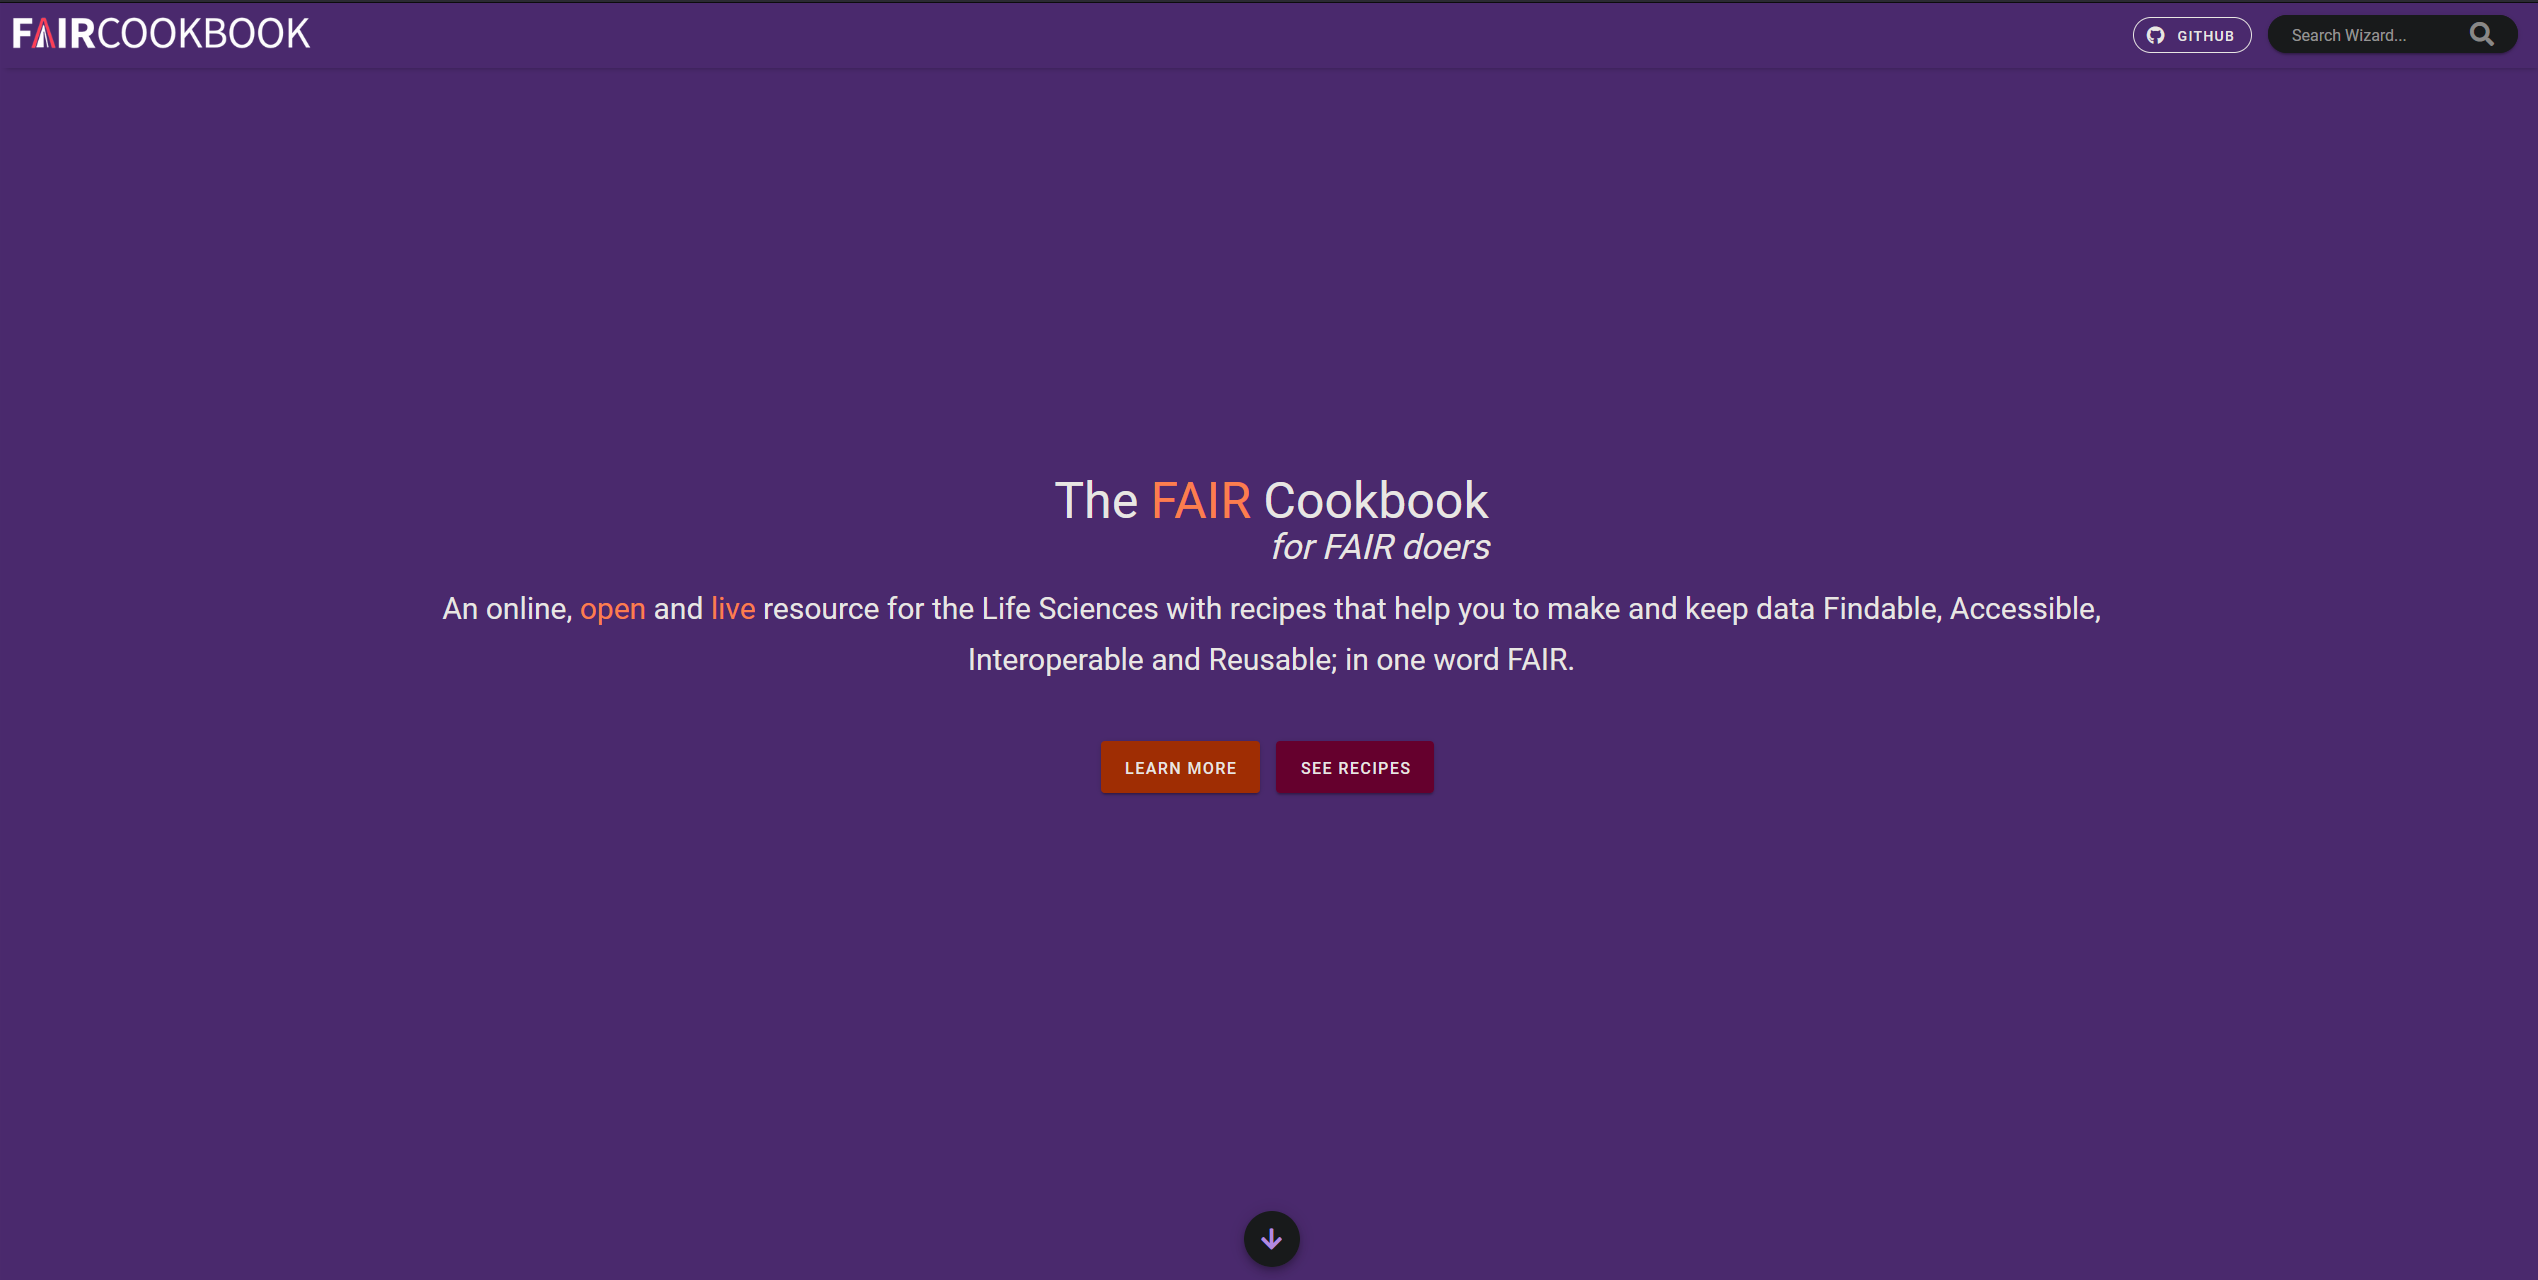 FAIRCOOKBOOK
GITHUB
Search Wizard...
The FAIR Cookbook
for FAIR doers
An online, open and live resource for the Life Sciences with recipes that help you to make and keep data Findable, Accessible,
Interoperable and Reusable; in one word FAIR.
LEARN MORE
SEE RECIPES